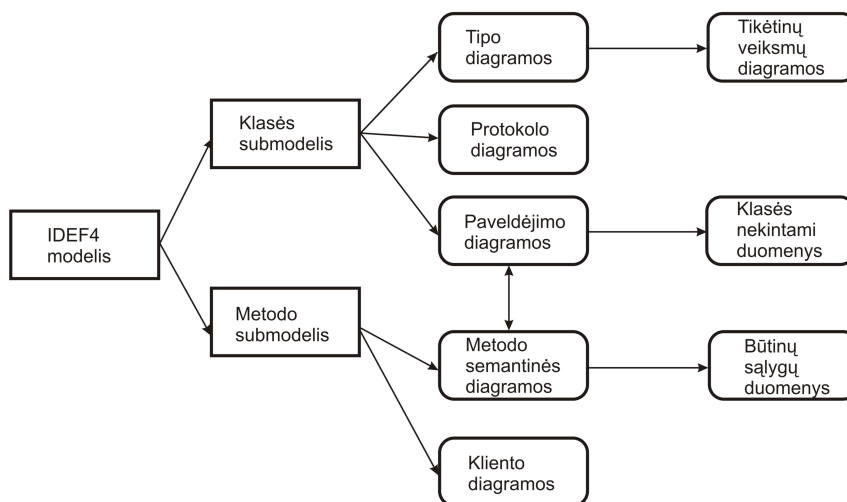 Tipo
diagramos
Tikėtinų
veiksmų
diagramos
Klasės
submodelis
Protokolo
diagramos
IDEF4
modelis
Paveldėjimo
diagramos
Klasės
nekintami
duomenys
Metodo
submodelis
Metodo
semantinės
diagramos
Būtinų
sąlygų
duomenys
Kliento
diagramos